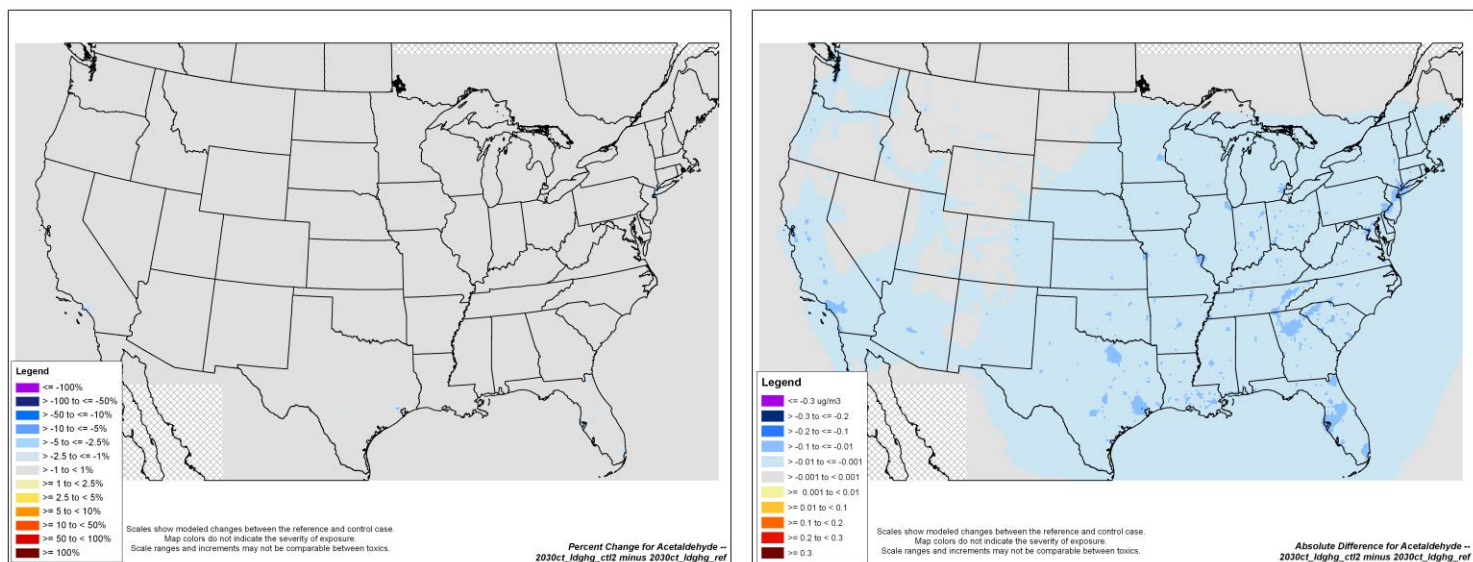 Legend
<= -100%
> -100 to <= -50%
> -50 to <= -10%
> -10 to <= -5%
> -5 to <= -2.5%
> -2.5 to <= -1%
> -1 to < 1%
>= 1 to < 2.5%
>= 2.5 to < 5%
>= 5 to < 10%
>= 10 to < 50%
>= 50 to < 100%
>= 100%
Scales show modeled changes between the reference and control case.
Map colors do not indicate the severity of exposure.
Scale ranges and increments may not be comparable between toxics.
Percent Change for Acetaldehyde --
2030ct_ldghg_ctl2 minus 2030ct_ldghg_ref
Legend
<= -0.3 ug/m3
> -0.3 to <= -0.2
> -0.2 to <= -0.1
> -0.1 to <= -0.01
> -0.01 to <= -0.001
> -0.001 to < 0.001
>= 0.001 to < 0.01
>= 0.01 to < 0.1
>= 0.1 to < 0.2
>= 0.2 to < 0.3
>= 0.3
Scales show modeled changes between the reference and control case.
Map colors do not indicate the severity of exposure.
Scale ranges and increments may not be comparable between toxics.
Absolute Difference for Acetaldehyde --
2030ct_ldghg_ctl2 minus 2030ct_ldghg_ref